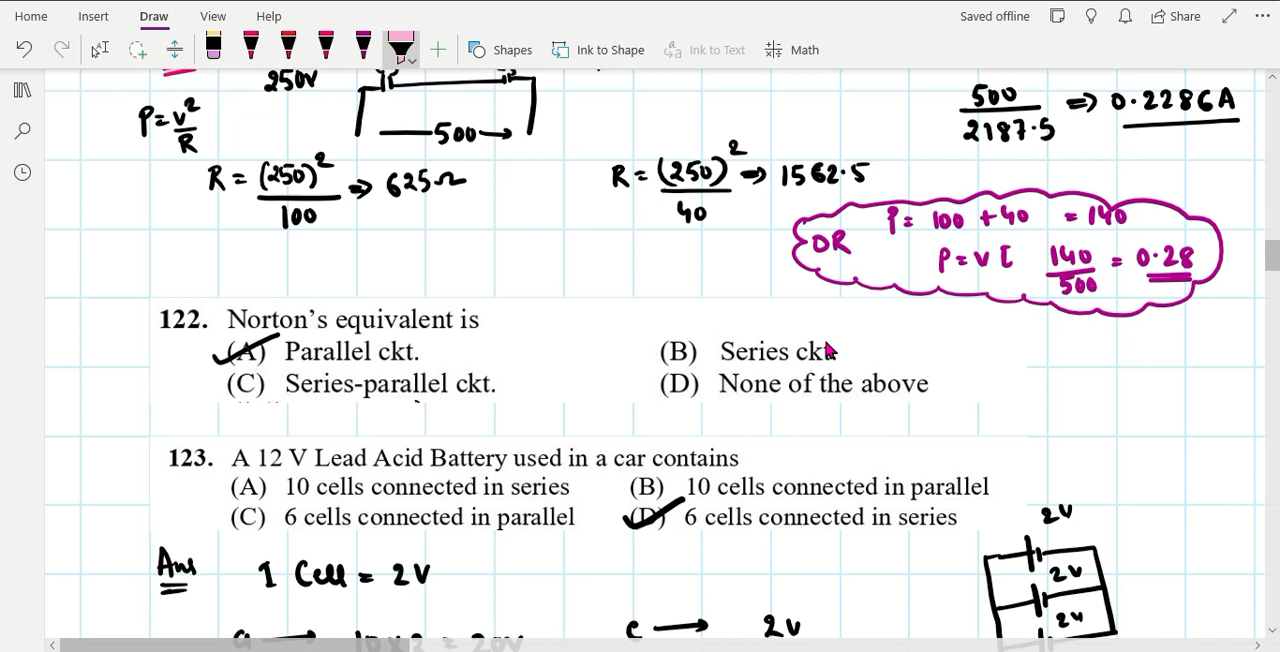 Home Insert Draw View Help Saved offline Share
Shapes Ink to Shape Ink to Text Math
250V
P = V²/R
500/2187.5 => 0.2286A
R = (250)²/100 => 625Ω
R = (250)²/40 => 1562.5
500
OR P = 100 + 40 = 140
P = V I 140/500 = 0.28
122. Norton's equivalent is
(A) Parallel ckt. (B) Series ckt.
(C) Series-parallel ckt. (D) None of the above
123. A 12 V Lead Acid Battery used in a car contains
(A) 10 cells connected in series (B) 10 cells connected in parallel
(C) 6 cells connected in parallel (D) 6 cells connected in series
2V
Ans 1 Cell = 2V
2V
2V
c → 2V